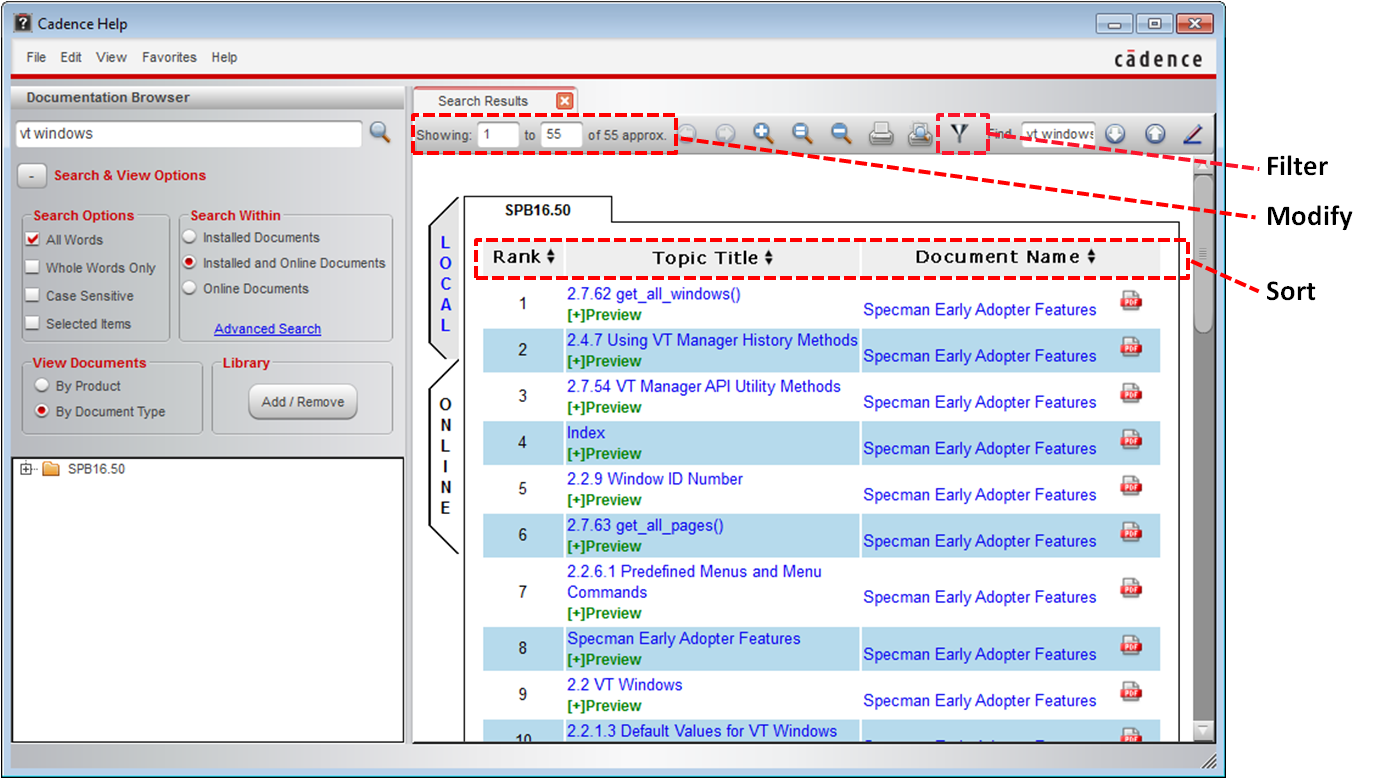 Cadence Help
File Edit View Favorites Help
cādence
Documentation Browser
vt windows
- Search & View Options
Search Options
All Words
Whole Words Only
Case Sensitive
Selected Items
Search Within
Installed Documents
Installed and Online Documents
Online Documents
Advanced Search
View Documents
By Product
By Document Type
Library
Add / Remove
SPB16.50
Search Results
Showing: 1 to 55 of 55 approx.
Find vt windows
Filter
Modify
Sort
LOCAL
ONLINE
SPB16.50
Rank Topic Title Document Name
1 2.7.62 get_all_windows() Specman Early Adopter Features PDF
[+]Preview
2 2.4.7 Using VT Manager History Methods Specman Early Adopter Features PDF
[+]Preview
3 2.7.54 VT Manager API Utility Methods Specman Early Adopter Features PDF
[+]Preview
4 Index Specman Early Adopter Features PDF
[+]Preview
5 2.2.9 Window ID Number Specman Early Adopter Features PDF
[+]Preview
6 2.7.63 get_all_pages() Specman Early Adopter Features PDF
[+]Preview
7 2.2.6.1 Predefined Menus and Menu
Commands Specman Early Adopter Features PDF
[+]Preview
8 Specman Early Adopter Features Specman Early Adopter Features PDF
[+]Preview
9 2.2 VT Windows Specman Early Adopter Features PDF
[+]Preview
10 2.2.1.3 Default Values for VT Windows